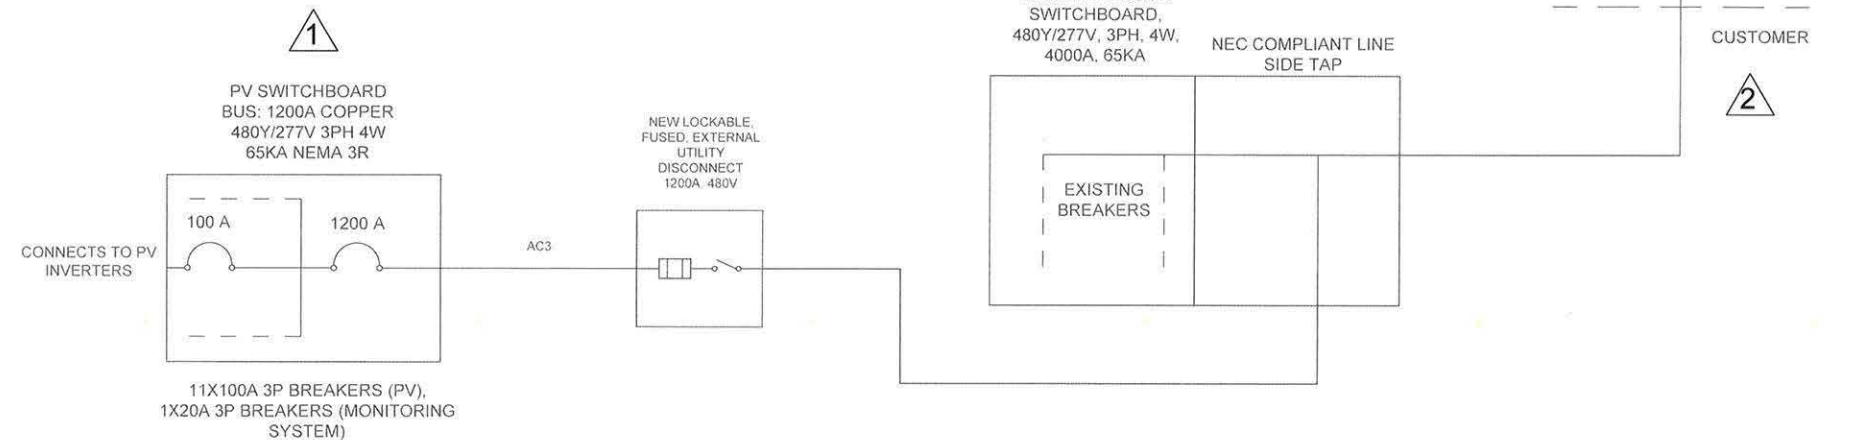 1
PV SWITCHBOARD
BUS: 1200A COPPER
480Y/277V 3PH 4W
65KA NEMA 3R
100 A
1200 A
CONNECTS TO PV
INVERTERS
11X100A 3P BREAKERS (PV),
1X20A 3P BREAKERS (MONITORING
SYSTEM)
AC3
NEW LOCKABLE,
FUSED, EXTERNAL
UTILITY
DISCONNECT
1200A, 480V
SWITCHBOARD,
480Y/277V, 3PH, 4W,
4000A, 65KA
NEC COMPLIANT LINE
SIDE TAP
EXISTING
BREAKERS
CUSTOMER
2